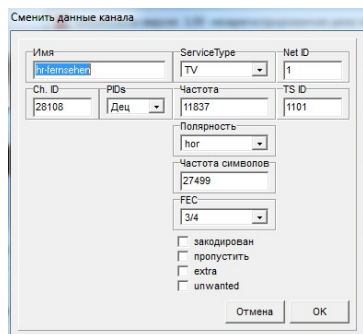 Сменить данные канала
Имя
ServiceType
Net ID
hr-fernsehen
TV
1
Ch. ID
PIDs
Частота
TS ID
28108
Дец
11837
1101
Полярность
hor
Частота символов
27499
FEC
3/4
закодирован
пропустить
extra
unwanted
Отмена
OK